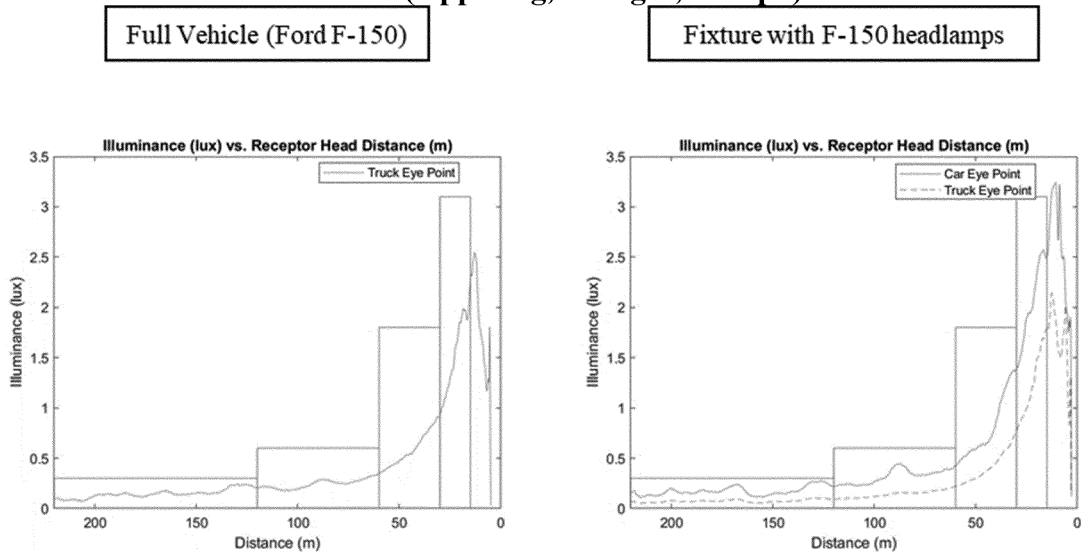 Full Vehicle (Ford F-150)
Fixture with F-150 headlamps
Illuminance (lux) vs. Receptor Head Distance (m)
3.5
3
2.5
2
1.5
1
0.5
0
Illuminance (lux)
Truck Eye Point
200
150
100
50
0
Distance (m)
Illuminance (lux) vs. Receptor Head Distance (m)
3.5
3
2.5
2
1.5
1
0.5
0
Illuminance (lux)
Car Eye Point
Truck Eye Point
200
150
100
50
0
Distance (m)